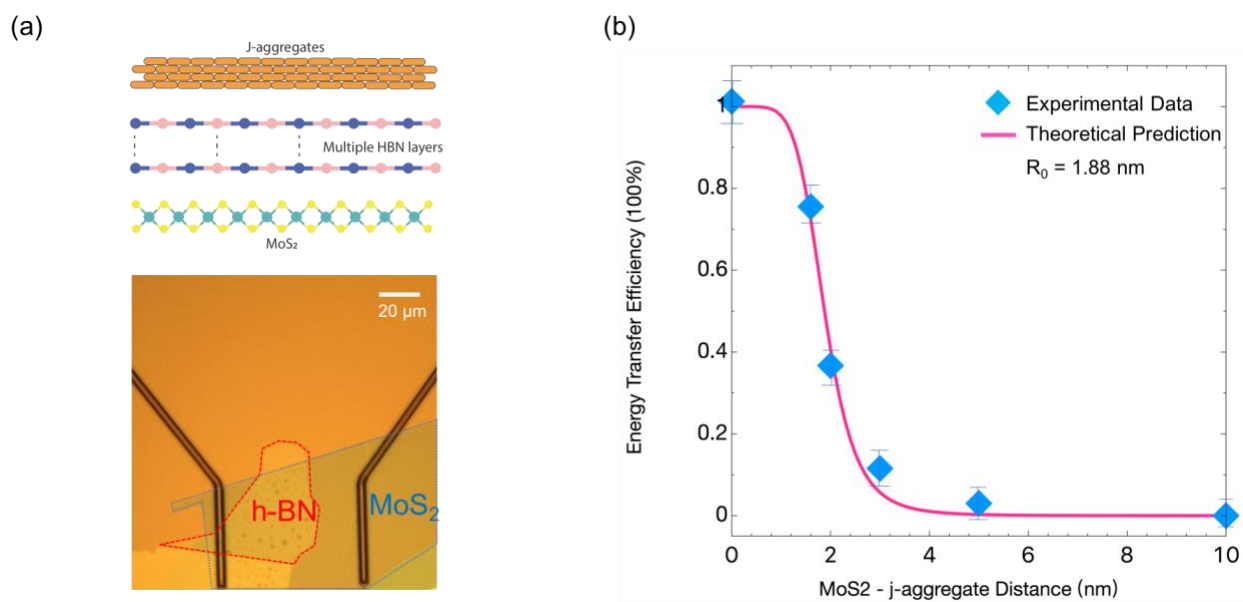 (a)
J-aggregates
Multiple HBN layers
MoS₂
20 µm
h-BN
MoS₂
(b)
Energy Transfer Efficiency (100%)
1
0.8
0.6
0.4
0.2
0
0 2 4 6 8 10
MoS2 - j-aggregate Distance (nm)
Experimental Data
Theoretical Prediction
R₀ = 1.88 nm